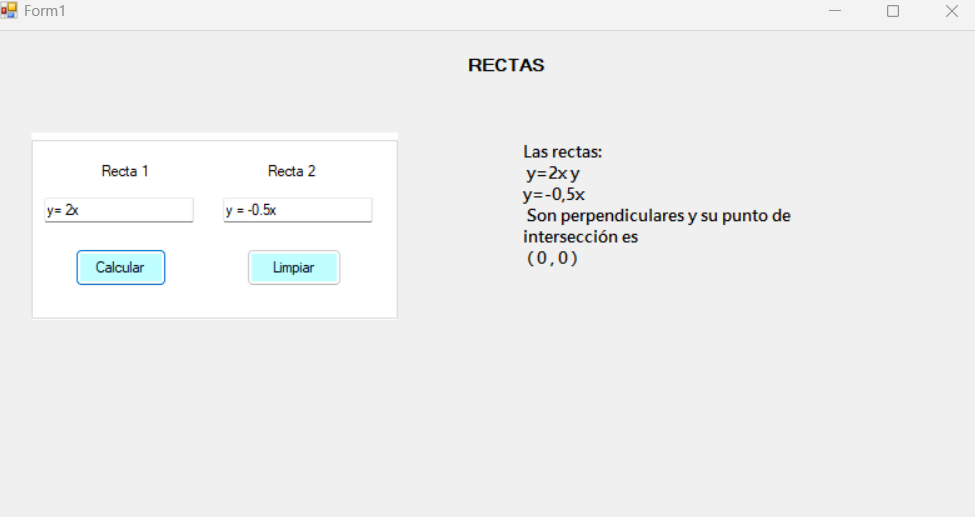 Form1
RECTAS
Recta 1
Recta 2
y= 2x
y = -0.5x
Calcular
Limpiar
Las rectas:
y=2x y
y=-0,5x
Son perpendiculares y su punto de
intersección es
( 0 , 0 )